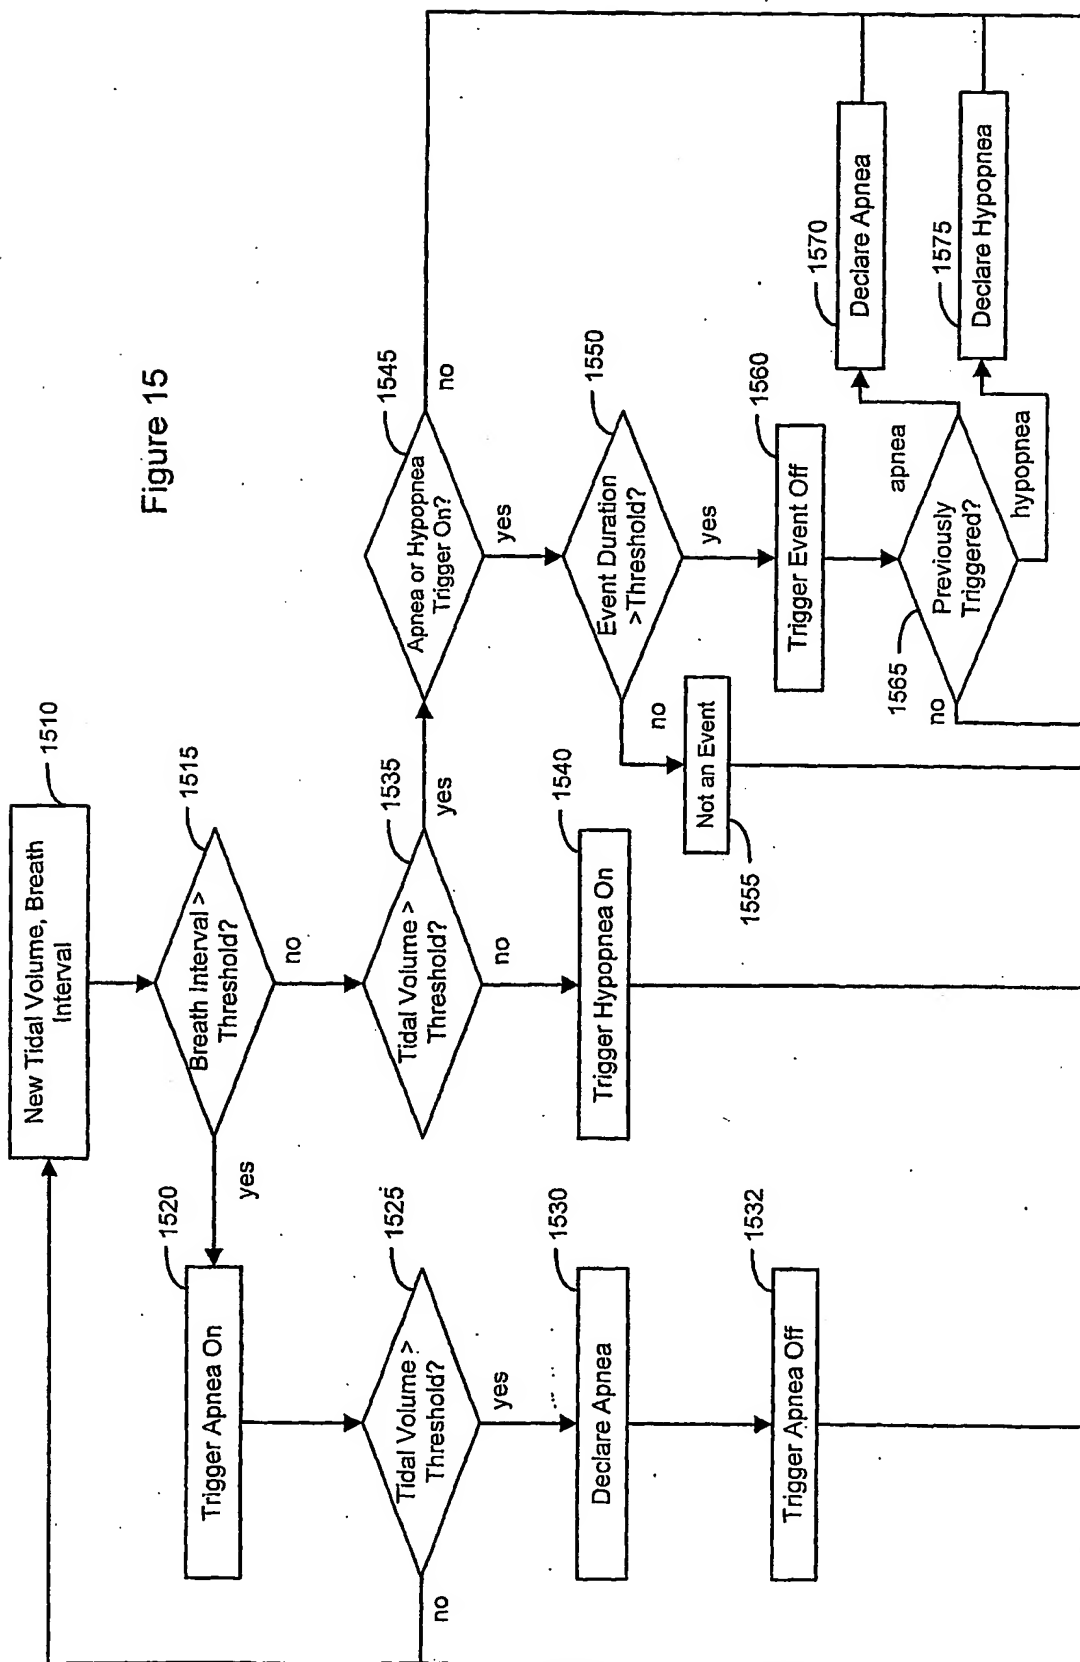 Figure 15
1510
New Tidal Volume, Breath
Interval
1515
Breath Interval >
Threshold?
yes
no
1520
Trigger Apnea On
1525
Tidal Volume >
Threshold?
no
yes
1530
Declare Apnea
1532
Trigger Apnea Off
1535
Tidal Volume >
Threshold?
yes
no
1540
Trigger Hypopnea On
1545
Apnea or Hypopnea
Trigger On?
no
yes
1550
Event Duration
>Threshold?
no
yes
Not an Event
1555
1560
Trigger Event Off
1565
Previously
Triggered?
no
apnea
hypopnea
1570
Declare Apnea
1575
Declare Hypopnea